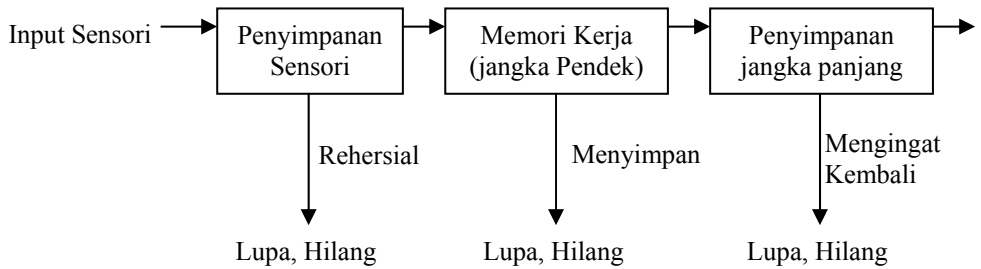 Input Sensori
Penyimpanan
Sensori
Memori Kerja
(jangka Pendek)
Penyimpanan
jangka panjang
Rehersial
Menyimpan
Mengingat
Kembali
Lupa, Hilang
Lupa, Hilang
Lupa, Hilang